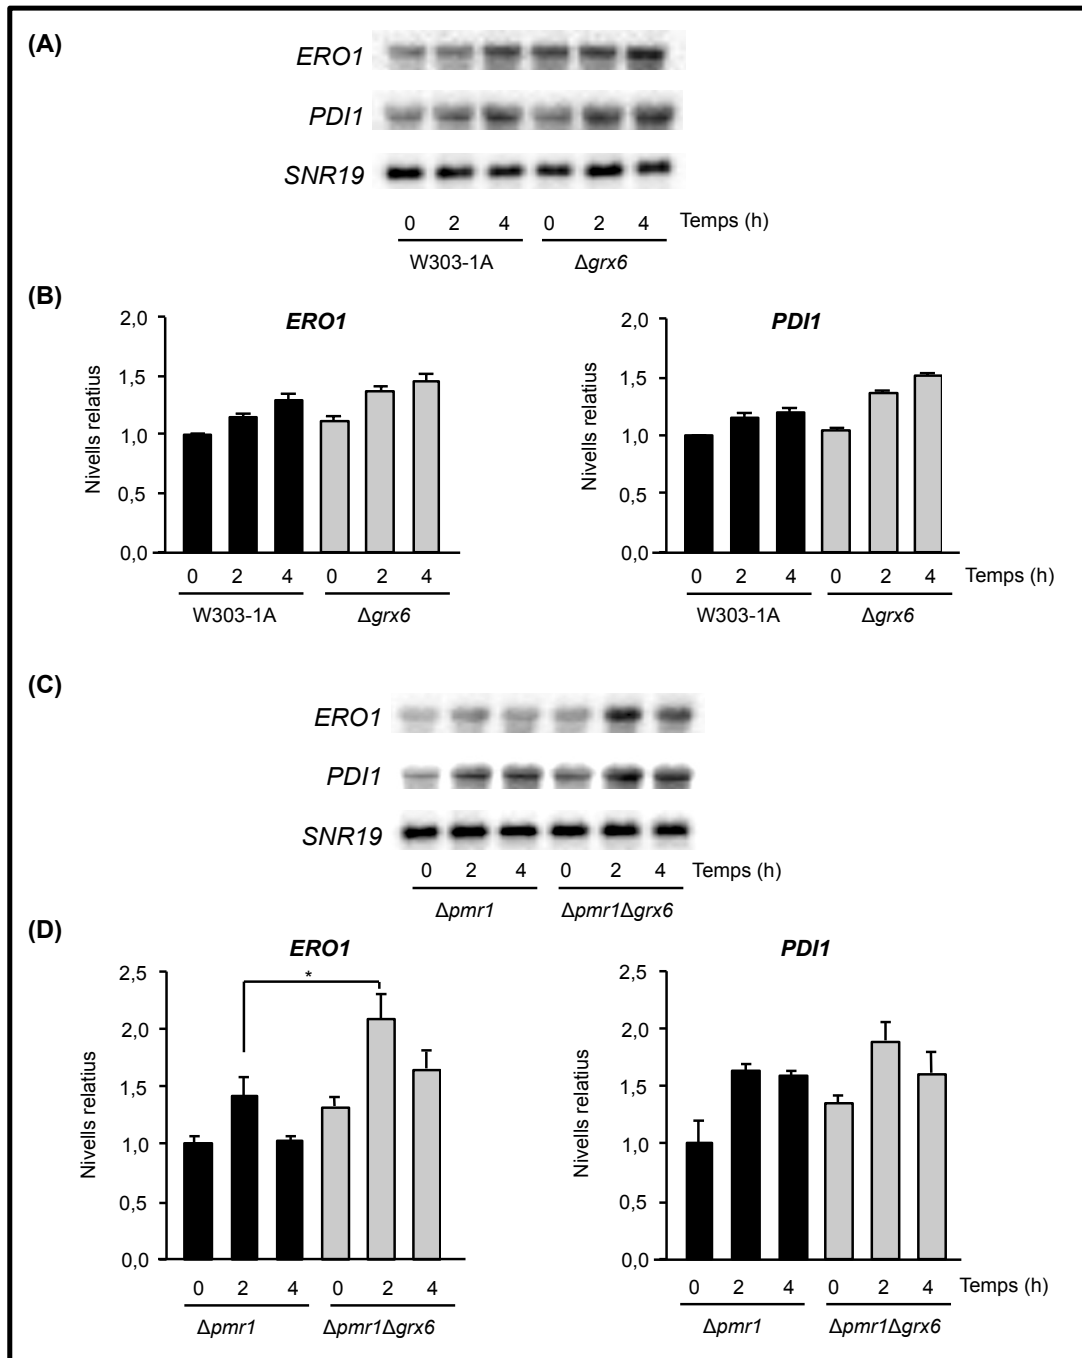 (A)
ERO1
PDI1
SNR19
0 2 4 0 2 4 Temps (h)
W303-1A Δgrx6
(B)
ERO1 PDI1
Nivells relatius
2,0
1,5
1,0
0,5
0,0
0 2 4 0 2 4
W303-1A Δgrx6
Nivells relatius
2,0
1,5
1,0
0,5
0,0
0 2 4 0 2 4 Temps (h)
W303-1A Δgrx6
(C)
ERO1
PDI1
SNR19
0 2 4 0 2 4 Temps (h)
Δpmr1 Δpmr1Δgrx6
(D)
ERO1 PDI1
*
Nivells relatius
2,5
2,0
1,5
1,0
0,5
0,0
0 2 4 0 2 4
Δpmr1 Δpmr1Δgrx6
Nivells relatius
2,5
2,0
1,5
1,0
0,5
0,0
0 2 4 0 2 4 Temps (h)
Δpmr1 Δpmr1Δgrx6